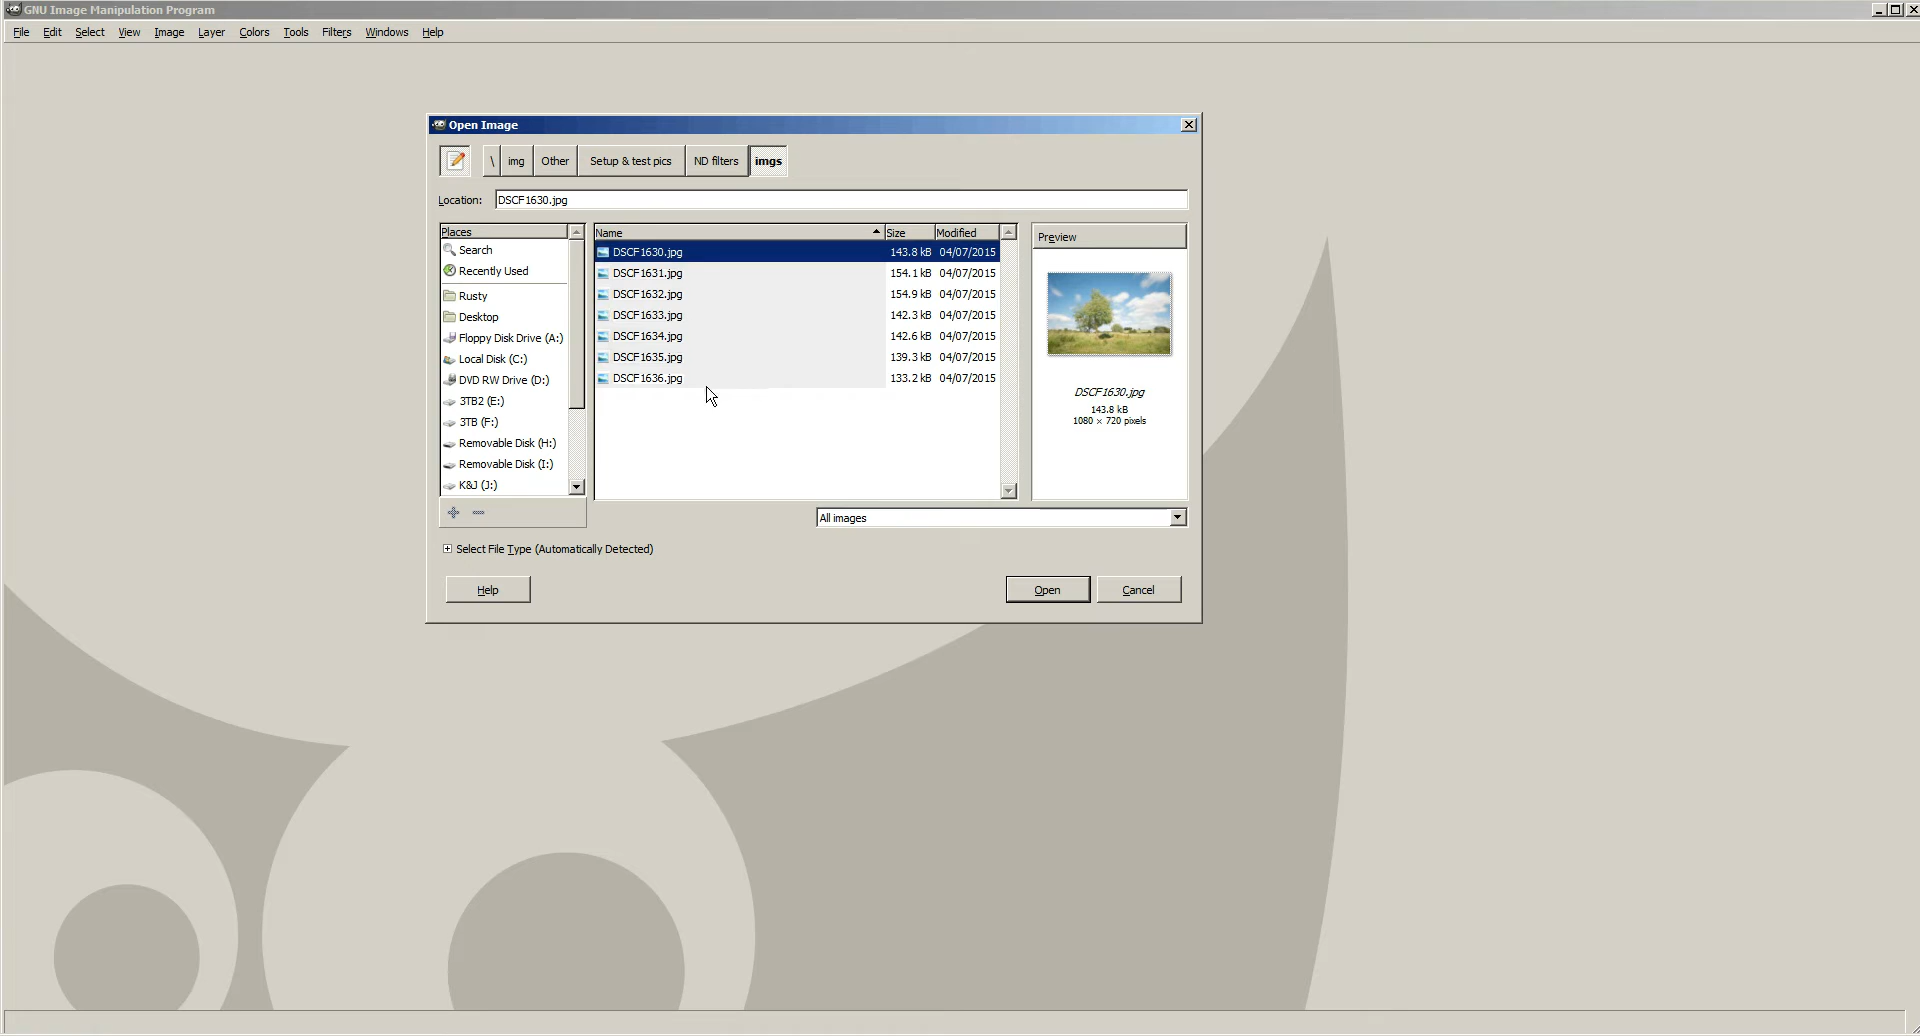 GNU Image Manipulation Program
File Edit Select View Image Layer Colors Tools Filters Windows Help
Open Image
\ img Other Setup & test pics ND filters imgs
Location: DSCF1630.jpg
Places
Search
Recently Used
Rusty
Desktop
Floppy Disk Drive (A:)
Local Disk (C:)
DVD RW Drive (D:)
3TB2 (E:)
3TB (F:)
Removable Disk (H:)
Removable Disk (I:)
K&J (J:)
Name Size Modified
DSCF1630.jpg 143.8 kB 04/07/2015
DSCF1631.jpg 154.1 kB 04/07/2015
DSCF1632.jpg 154.9 kB 04/07/2015
DSCF1633.jpg 142.3 kB 04/07/2015
DSCF1634.jpg 142.6 kB 04/07/2015
DSCF1635.jpg 139.3 kB 04/07/2015
DSCF1636.jpg 133.2 kB 04/07/2015
Preview
DSCF1630.jpg
143.8 kB
1080 × 720 pixels
All images
Select File Type (Automatically Detected)
Help Open Cancel